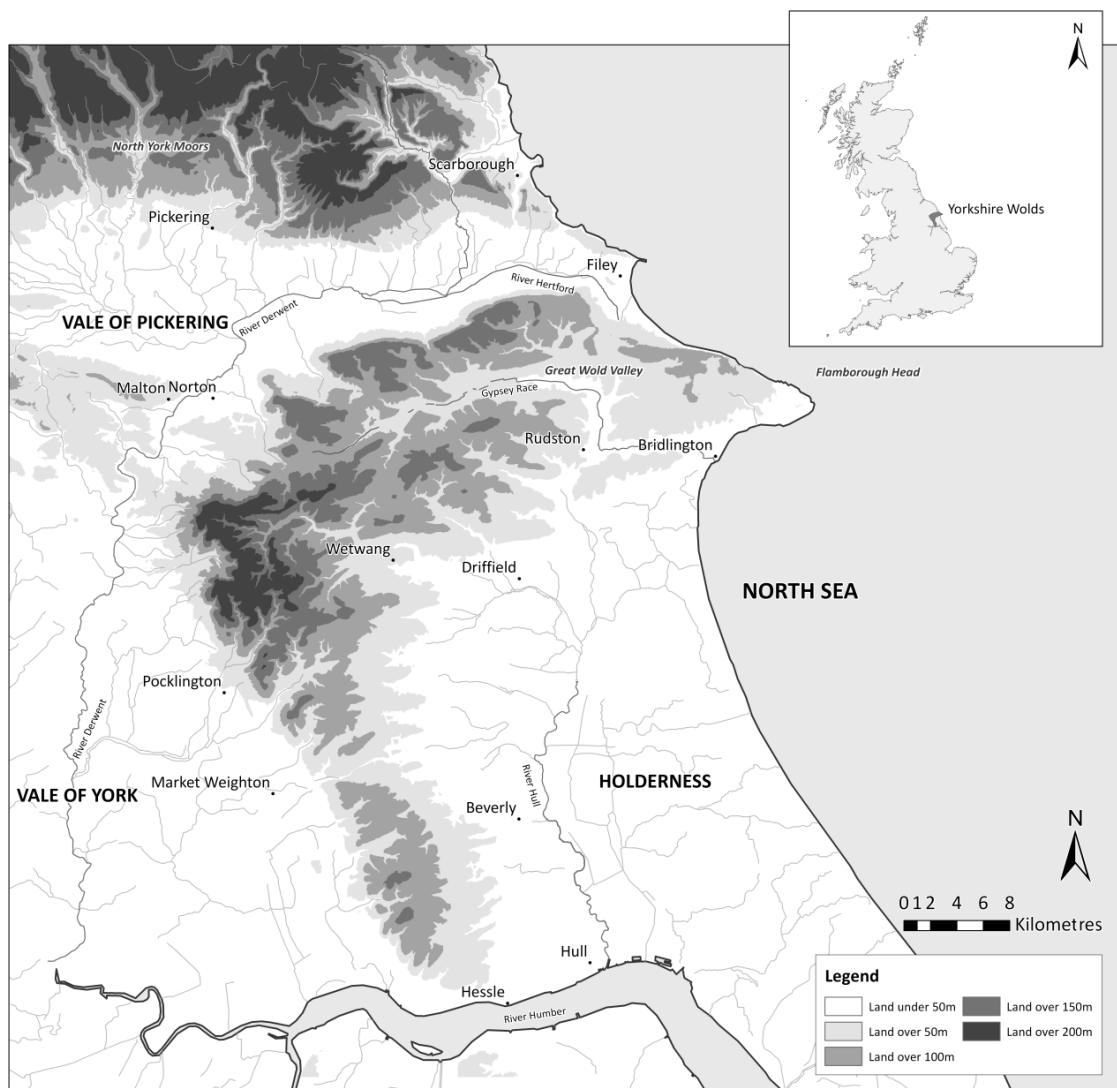 N
Yorkshire Wolds
North York Moors
Scarborough
Pickering
Filey
River Hertford
River Derwent
VALE OF PICKERING
Great Wold Valley
Flamborough Head
Malton
Norton
Gypsey Race
Rudston
Bridlington
Wetwang
Driffield
NORTH SEA
Pocklington
River Derwent
Market Weighton
VALE OF YORK
HOLDERNESS
River Hull
Beverly
N
0 1 2 4 6 8
Kilometres
Hull
Hessle
River Humber
Legend
Land under 50m
Land over 50m
Land over 100m
Land over 150m
Land over 200m